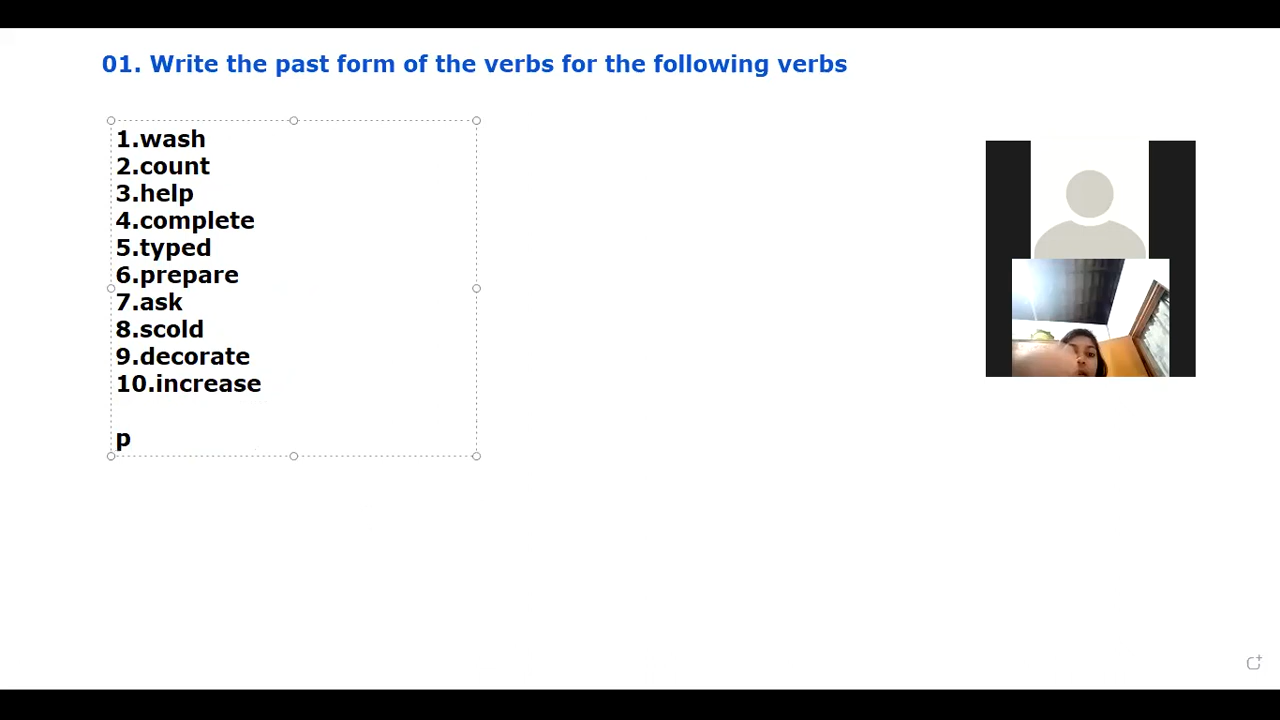 01. Write the past form of the verbs for the following verbs
1.wash
2.count
3.help
4.complete
5.typed
6.prepare
7.ask
8.scold
9.decorate
10.increase
p